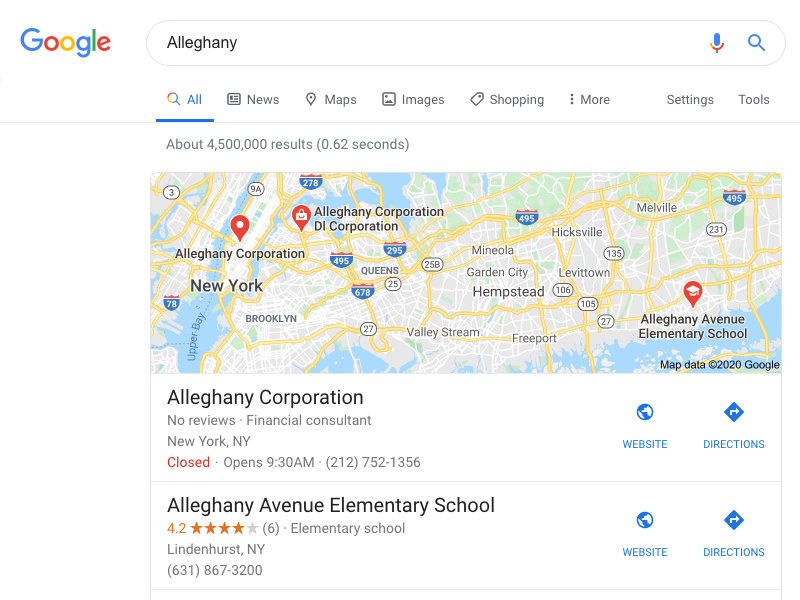 Google
Alleghany
All
News
Maps
Images
Shopping
More
Settings
Tools
About 4,500,000 results (0.62 seconds)
3
9A
278
495
Alleghany Corporation
DI Corporation
Melville
495
231
Hicksville
Alleghany Corporation
295
495
QUEENS
25B
Mineola
135
Garden City
Levittown
New York
678
25
Hempstead
106
105
78
BROOKLYN
27
27
Alleghany Avenue
Elementary School
Upper Bay
Valley Stream
Freeport
Map data ©2020 Google
Alleghany Corporation
No reviews · Financial consultant
New York, NY
Closed · Opens 9:30AM · (212) 752-1356
WEBSITE
DIRECTIONS
Alleghany Avenue Elementary School
4.2 (6) · Elementary school
Lindenhurst, NY
(631) 867-3200
WEBSITE
DIRECTIONS